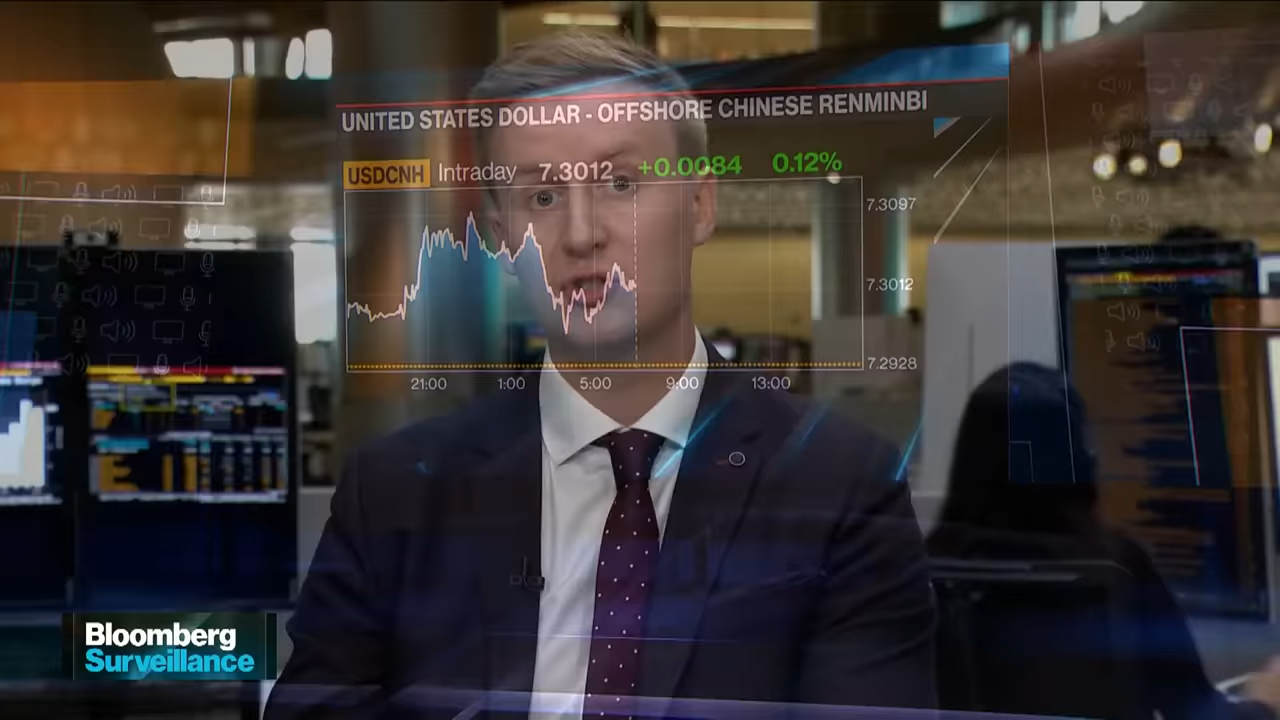 UNITED STATES DOLLAR - OFFSHORE CHINESE RENMINBI
USDCNH Intraday 7.3012 +0.0084 0.12%
7.3097
7.3012
7.2928
21:00 1:00 5:00 9:00 13:00
Bloomberg
Surveillance